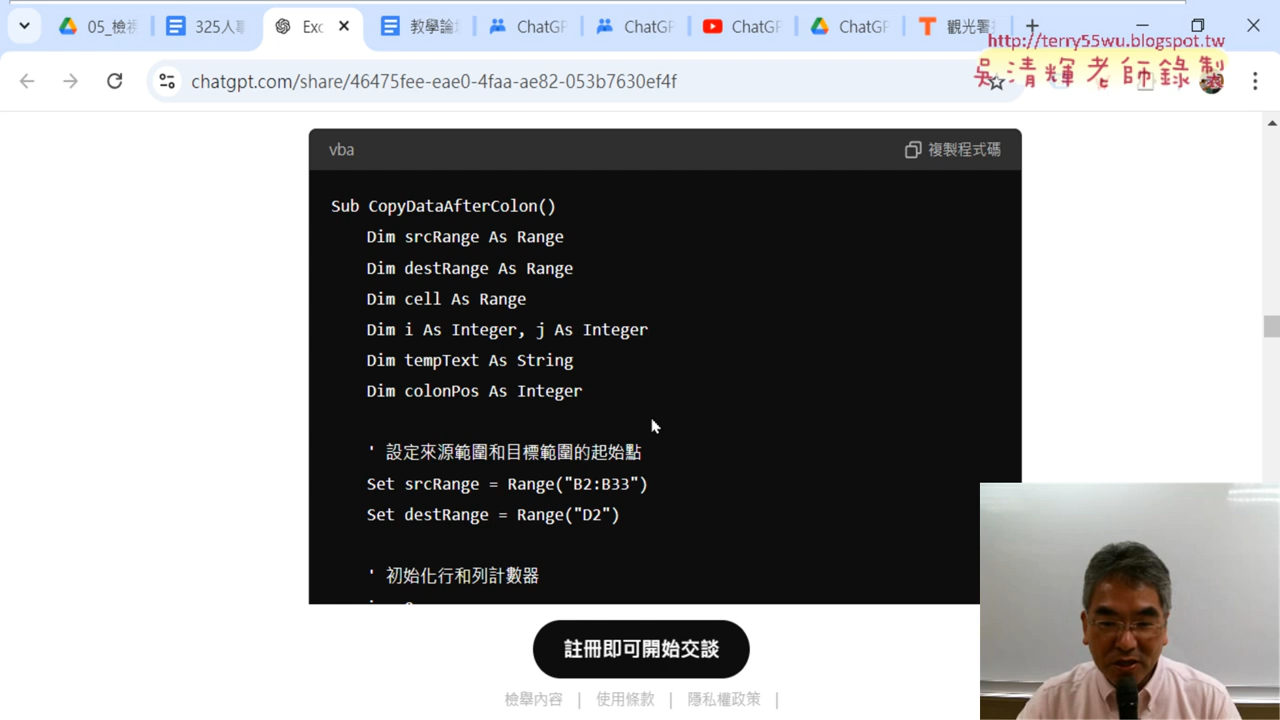 05_檢視
325人事
Exc
教學論壇
ChatGP
ChatGP
ChatGP
ChatGP
觀光署
http://terry55wu.blogspot.tw
吳清輝老師錄製
chatgpt.com/share/46475fee-eae0-4faa-ae82-053b7630ef4f
vba
複製程式碼
Sub CopyDataAfterColon()
Dim srcRange As Range
Dim destRange As Range
Dim cell As Range
Dim i As Integer, j As Integer
Dim tempText As String
Dim colonPos As Integer
' 設定來源範圍和目標範圍的起始點
Set srcRange = Range("B2:B33")
Set destRange = Range("D2")
' 初始化行和列計數器
註冊即可開始交談
檢舉內容 | 使用條款 | 隱私權政策 |